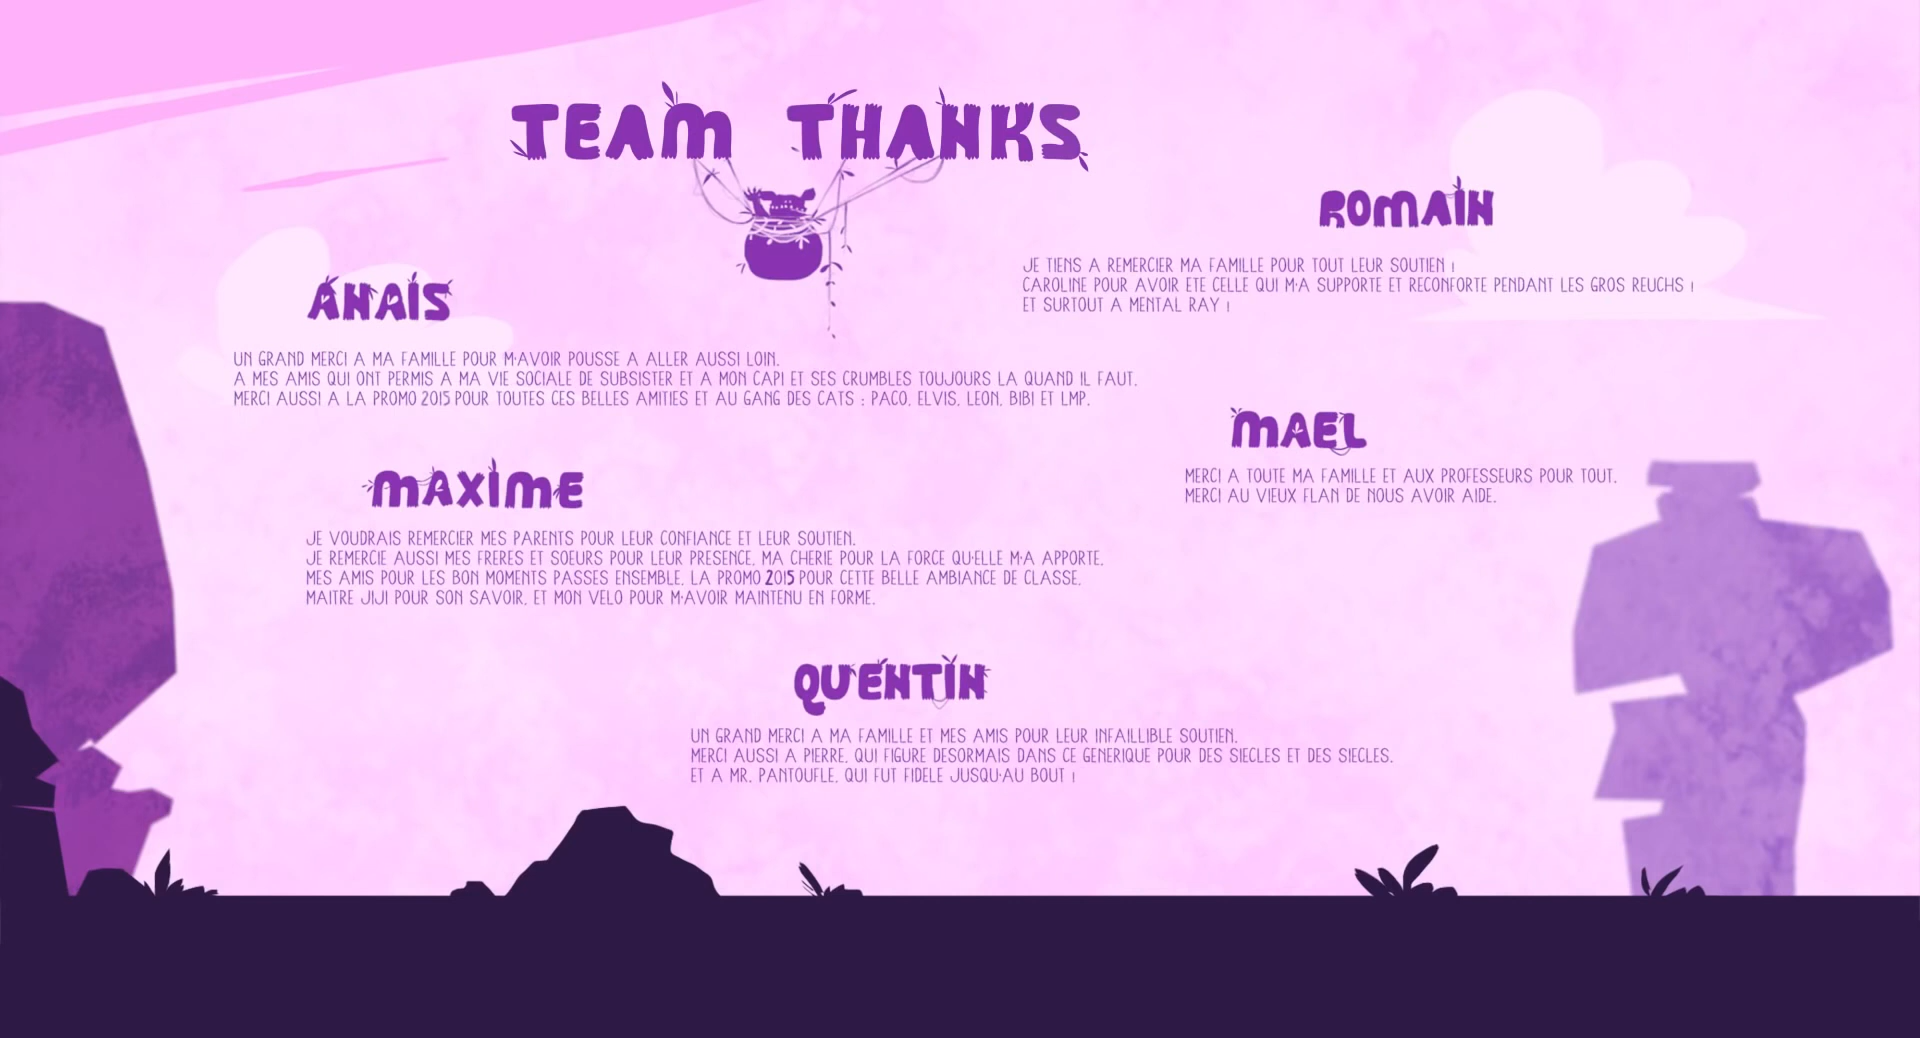 TEAM THANKS
ROMAIN
JE TIENS A REMERCIER MA FAMILLE POUR TOUT LEUR SOUTIEN !
CAROLINE POUR AVOIR ETE CELLE QUI M'A SUPPORTE ET RECONFORTE PENDANT LES GROS REUCHS !
ET SURTOUT A MENTAL RAY !
ANAIS
UN GRAND MERCI A MA FAMILLE POUR M'AVOIR POUSSE A ALLER AUSSI LOIN.
A MES AMIS QUI ONT PERMIS A MA VIE SOCIALE DE SUBSISTER ET A MON CAPI ET SES CRUMBLES TOUJOURS LA QUAND IL FAUT.
MERCI AUSSI A LA PROMO 2015 POUR TOUTES CES BELLES AMITIES ET AU GANG DES CATS : PACO, ELVIS, LEON, BIBI ET LMP.
MAEL
MERCI A TOUTE MA FAMILLE ET AUX PROFESSEURS POUR TOUT.
MERCI AU VIEUX FLAN DE NOUS AVOIR AIDE.
MAXIME
JE VOUDRAIS REMERCIER MES PARENTS POUR LEUR CONFIANCE ET LEUR SOUTIEN.
JE REMERCIE AUSSI MES FRERES ET SOEURS POUR LEUR PRESENCE, MA CHERIE POUR LA FORCE QU'ELLE M'A APPORTE,
MES AMIS POUR LES BON MOMENTS PASSES ENSEMBLE, LA PROMO 2015 POUR CETTE BELLE AMBIANCE DE CLASSE,
MAITRE JIJI POUR SON SAVOIR, ET MON VELO POUR M'AVOIR MAINTENU EN FORME.
QUENTIN
UN GRAND MERCI A MA FAMILLE ET MES AMIS POUR LEUR INFAILLIBLE SOUTIEN.
MERCI AUSSI A PIERRE, QUI FIGURE DESORMAIS DANS CE GENERIQUE POUR DES SIECLES ET DES SIECLES,
ET A MR. PANTOUFLE, QUI FUT FIDELE JUSQU'AU BOUT !